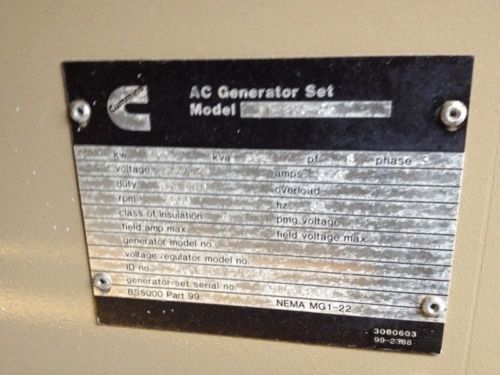 Cummins
AC Generator Set
Model
kw kva pf phase
voltage amps
duty overload
rpm hz
class of insulation pmg voltage
field amp max field voltage max
generator model no.
voltage regulator model no.
ID no.
generator-set serial no.
BS5000 Part 99 NEMA MG1-22
3060603
99-2388